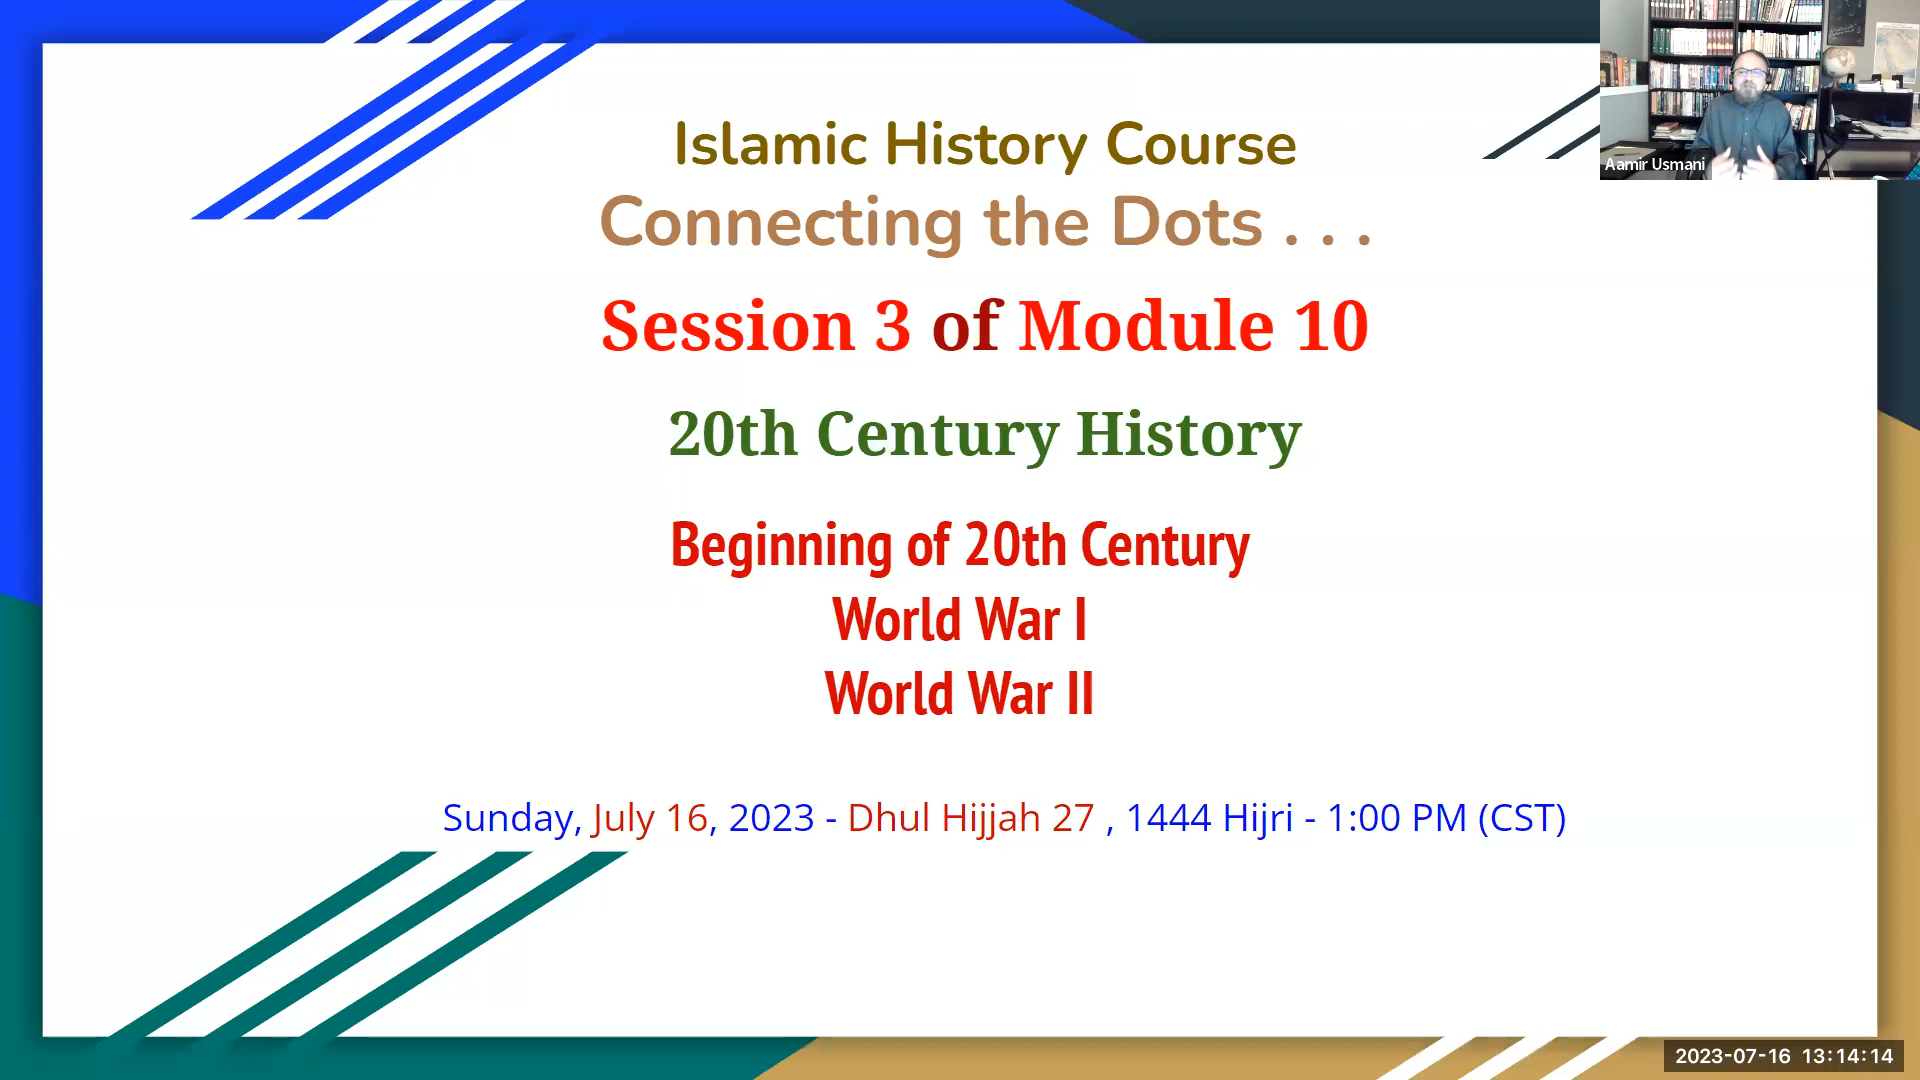 Islamic History Course
Connecting the Dots . . .
Session 3 of Module 10
20th Century History
Beginning of 20th Century
World War I
World War II
Sunday, July 16, 2023 - Dhul Hijjah 27 , 1444 Hijri - 1:00 PM (CST)
Aamir Usmani
2023-07-16 13:14:14